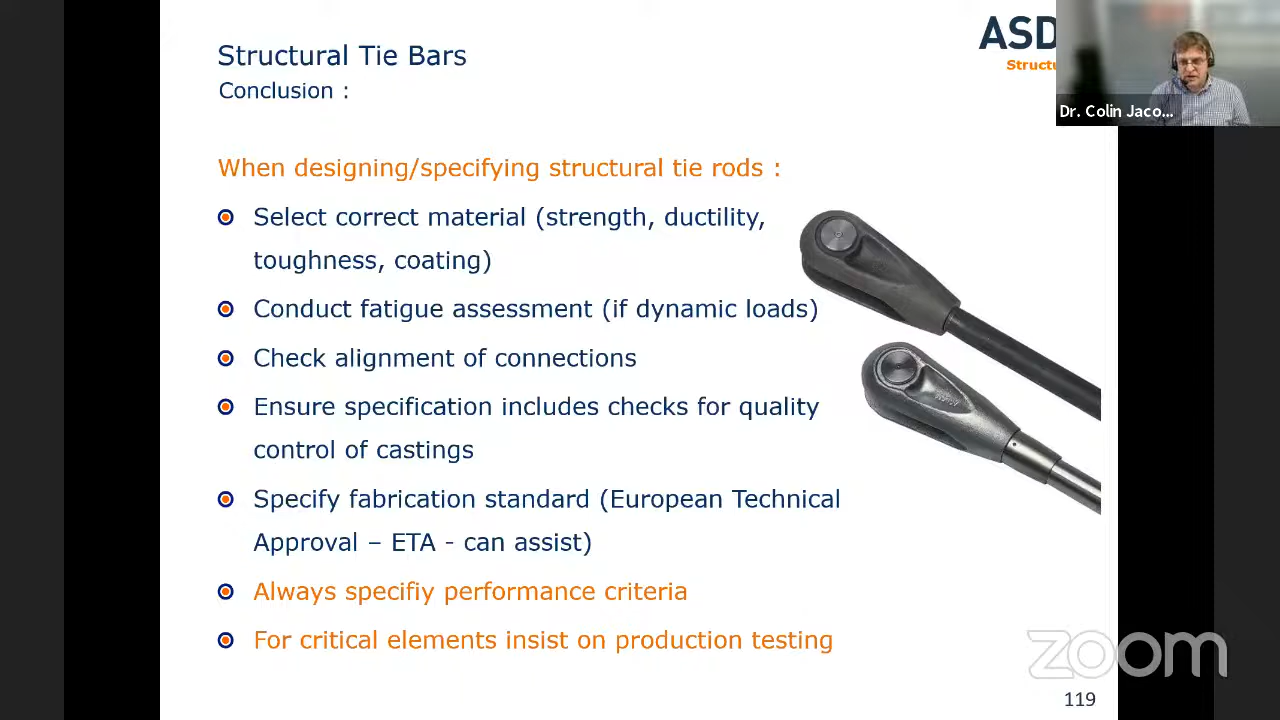 Structural Tie Bars
Conclusion :
ASD
Structu
Dr. Colin Jaco...
When designing/specifying structural tie rods :
Select correct material (strength, ductility,
toughness, coating)
Conduct fatigue assessment (if dynamic loads)
Check alignment of connections
Ensure specification includes checks for quality
control of castings
Specify fabrication standard (European Technical
Approval – ETA - can assist)
Always specifiy performance criteria
For critical elements insist on production testing
zoom
119